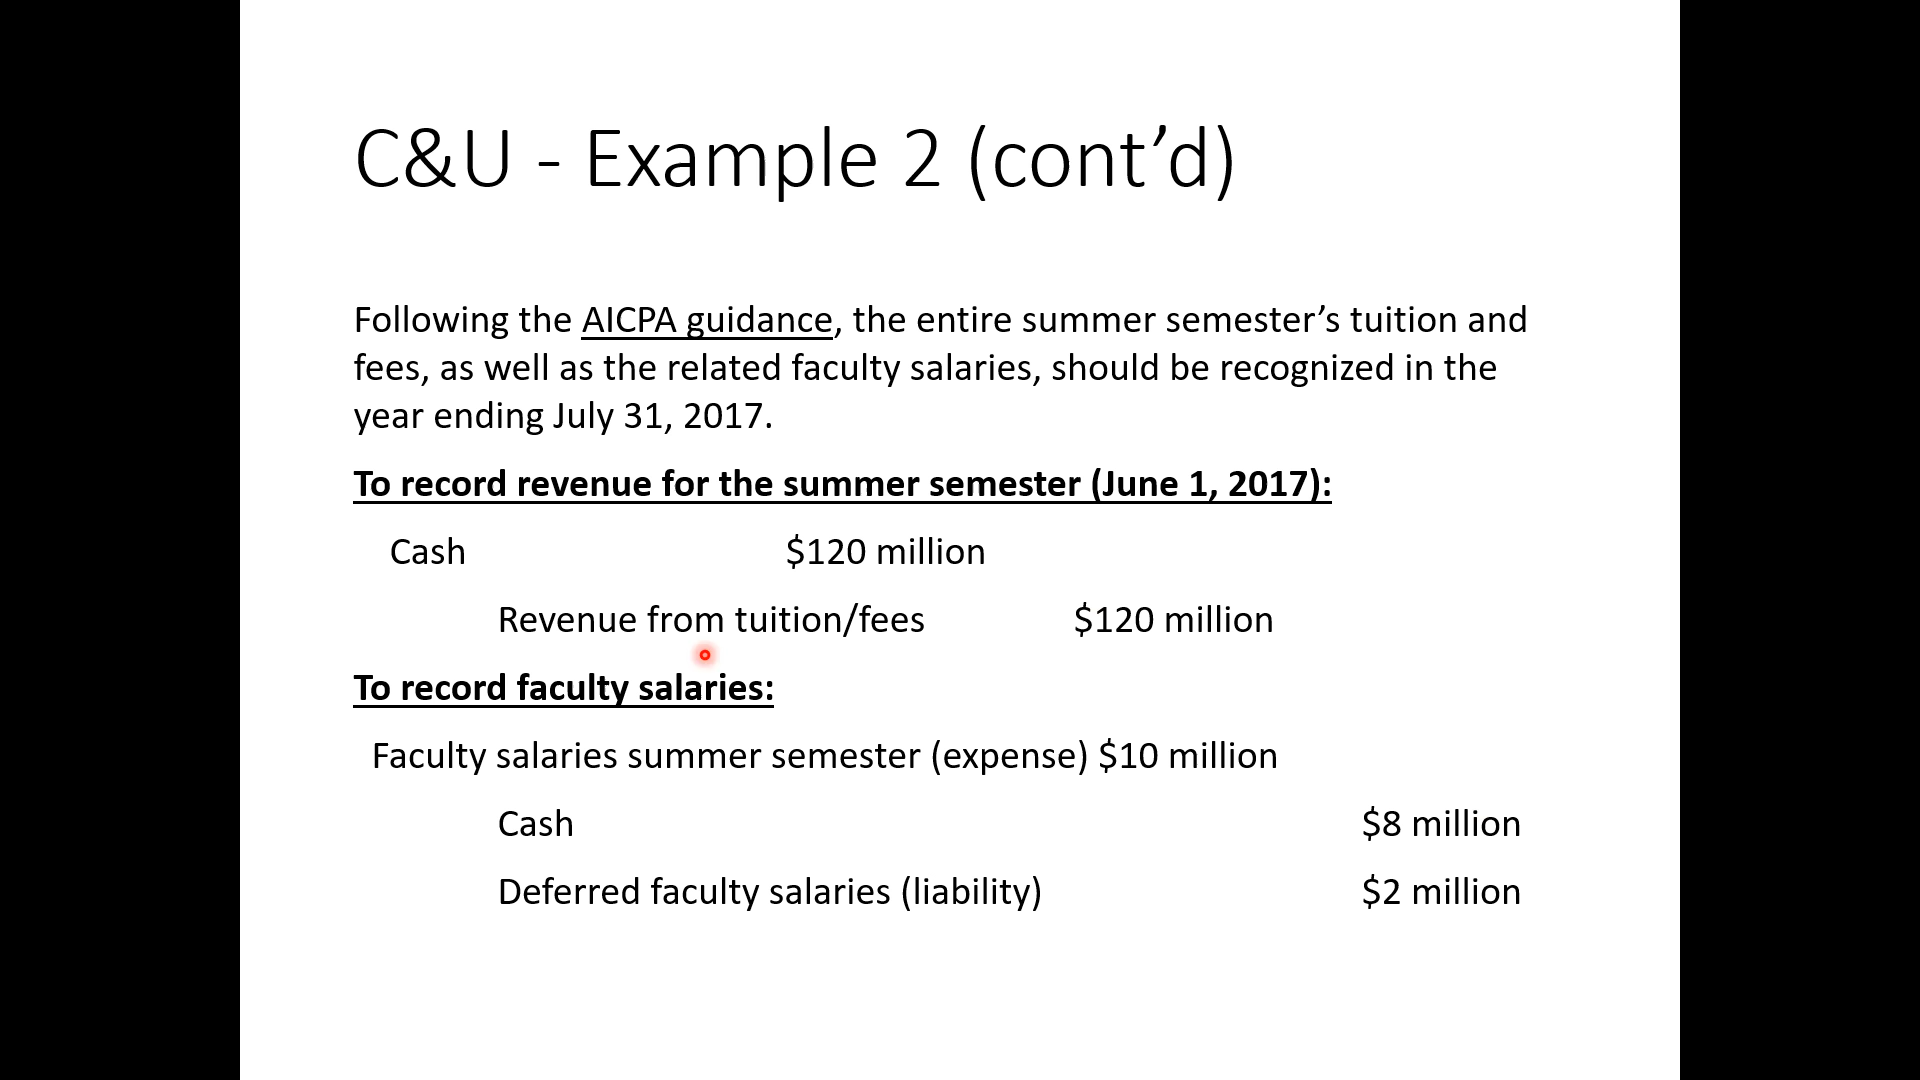 C&U - Example 2 (cont’d)
Following the AICPA guidance, the entire summer semester’s tuition and
fees, as well as the related faculty salaries, should be recognized in the
year ending July 31, 2017.
To record revenue for the summer semester (June 1, 2017):
Cash $120 million
Revenue from tuition/fees $120 million
To record faculty salaries:
Faculty salaries summer semester (expense) $10 million
Cash $8 million
Deferred faculty salaries (liability) $2 million